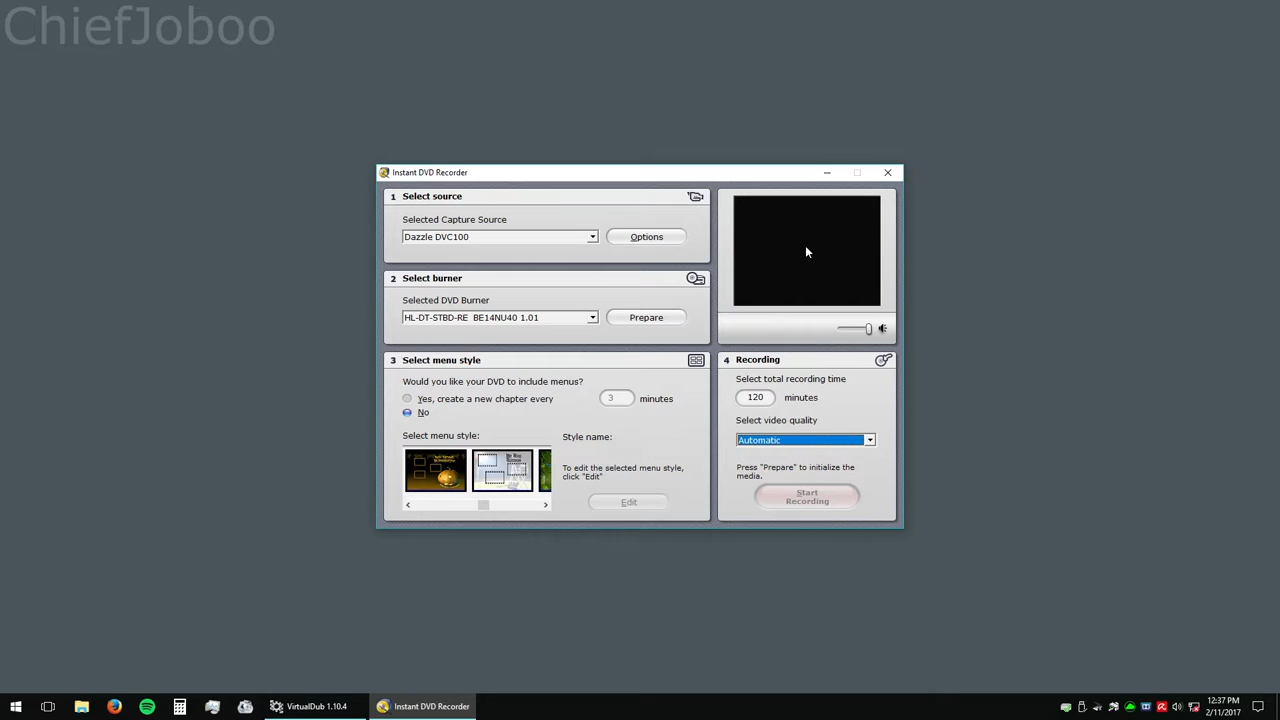 ChiefJoboo
Instant DVD Recorder
1 Select source
Selected Capture Source
Dazzle DVC100
Options
2 Select burner
Selected DVD Burner
HL-DT-STBD-RE BE14NU40 1.01
Prepare
3 Select menu style
Would you like your DVD to include menus?
Yes, create a new chapter every
3
minutes
No
Select menu style:
Style name:
To edit the selected menu style,
click "Edit"
Edit
4 Recording
Select total recording time
120
minutes
Select video quality
Automatic
Press "Prepare" to initialize the
media.
Start
Recording
VirtualDub 1.10.4
Instant DVD Recorder
12:37 PM
2/11/2017